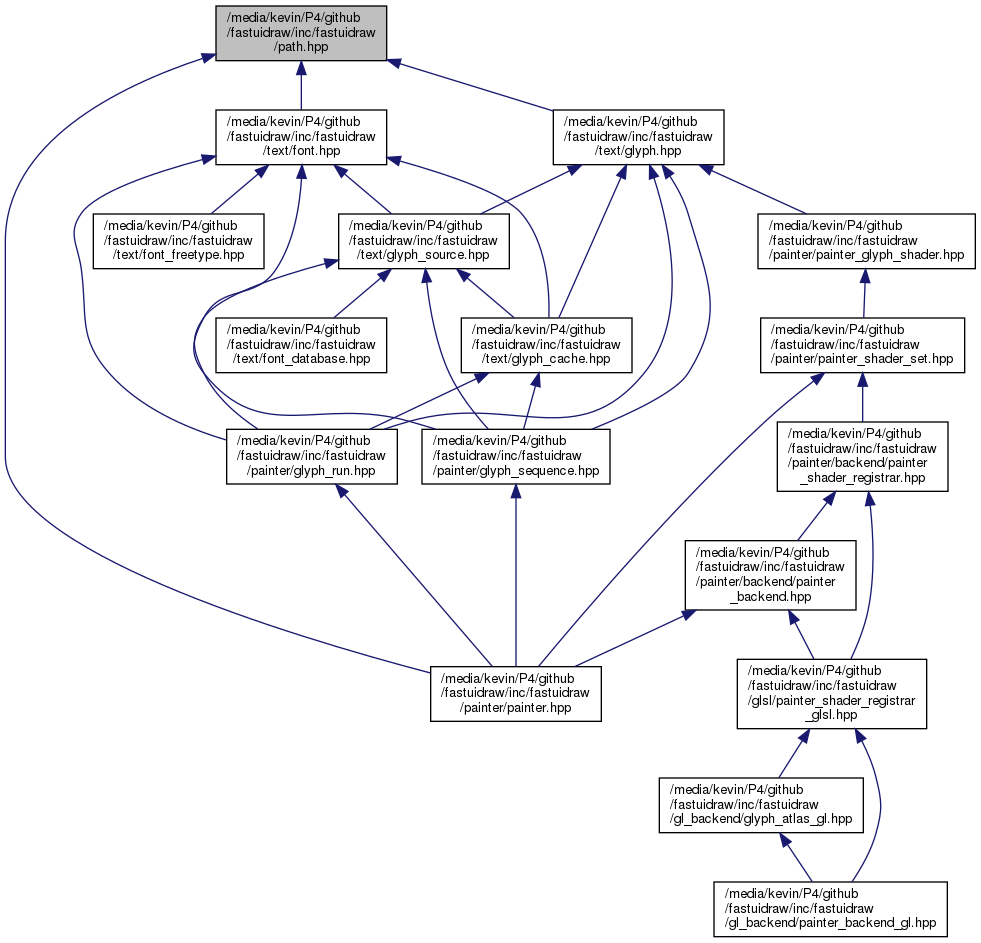 /media/kevin/P4/github
/fastuidraw/inc/fastuidraw
/path.hpp
/media/kevin/P4/github
/fastuidraw/inc/fastuidraw
/text/font.hpp
/media/kevin/P4/github
/fastuidraw/inc/fastuidraw
/text/glyph.hpp
/media/kevin/P4/github
/fastuidraw/inc/fastuidraw
/text/font_freetype.hpp
/media/kevin/P4/github
/fastuidraw/inc/fastuidraw
/text/glyph_source.hpp
/media/kevin/P4/github
/fastuidraw/inc/fastuidraw
/painter/painter_glyph_shader.hpp
/media/kevin/P4/github
/fastuidraw/inc/fastuidraw
/text/font_database.hpp
/media/kevin/P4/github
/fastuidraw/inc/fastuidraw
/text/glyph_cache.hpp
/media/kevin/P4/github
/fastuidraw/inc/fastuidraw
/painter/painter_shader_set.hpp
/media/kevin/P4/github
/fastuidraw/inc/fastuidraw
/painter/glyph_run.hpp
/media/kevin/P4/github
/fastuidraw/inc/fastuidraw
/painter/glyph_sequence.hpp
/media/kevin/P4/github
/fastuidraw/inc/fastuidraw
/painter/backend/painter
_shader_registrar.hpp
/media/kevin/P4/github
/fastuidraw/inc/fastuidraw
/painter/backend/painter
_backend.hpp
/media/kevin/P4/github
/fastuidraw/inc/fastuidraw
/painter/painter.hpp
/media/kevin/P4/github
/fastuidraw/inc/fastuidraw
/glsl/painter_shader_registrar
_glsl.hpp
/media/kevin/P4/github
/fastuidraw/inc/fastuidraw
/gl_backend/glyph_atlas_gl.hpp
/media/kevin/P4/github
/fastuidraw/inc/fastuidraw
/gl_backend/painter_backend_gl.hpp